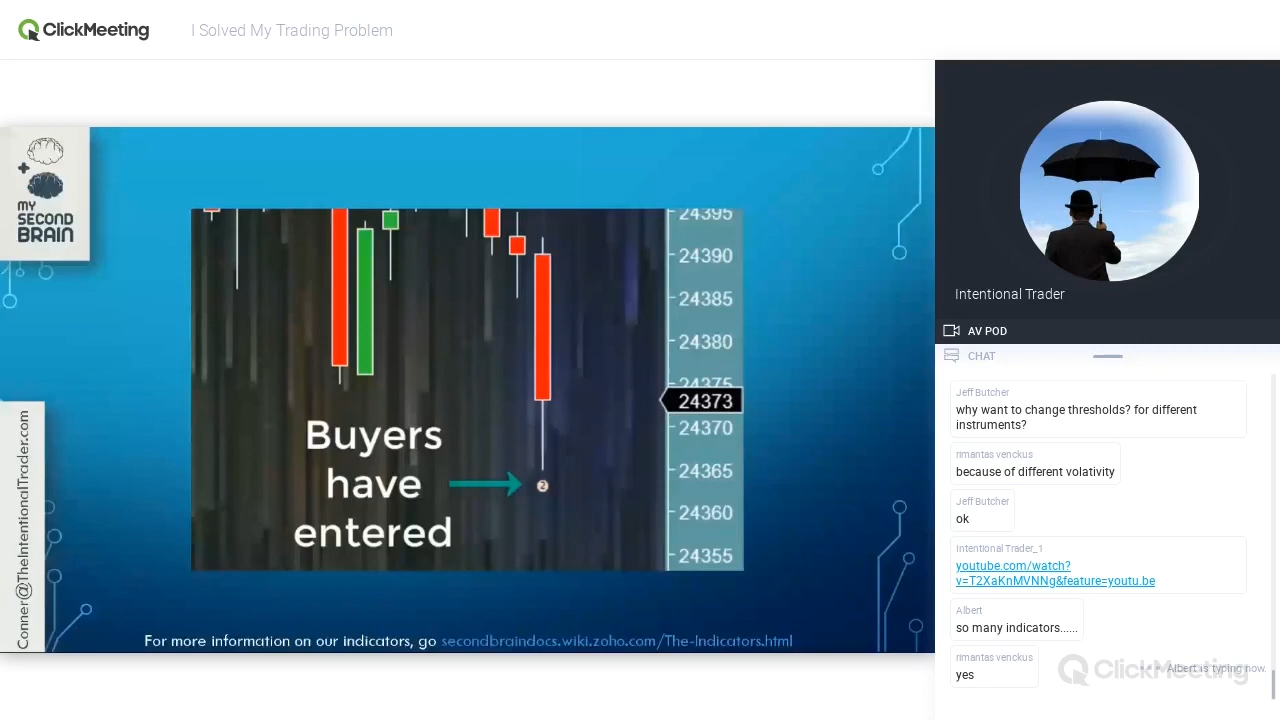 ClickMeeting
I Solved My Trading Problem
MY
SECOND
BRAIN
Conner@TheIntentionalTrader.com
24395
24390
24385
24380
24375
24373
24370
24365
24360
24355
Buyers
have
entered
2
For more information on our indicators, go secondbraindocs.wiki.zoho.com/The-Indicators.html
Intentional Trader
AV POD
CHAT
Jeff Butcher
why want to change thresholds? for different
instruments?
rimantas venckus
because of different volativity
Jeff Butcher
ok
Intentional Trader_1
youtube.com/watch?
v=T2XaKnMVNNg&feature=youtu.be
Albert
so many indicators......
rimantas venckus
yes
Albert is typing now.
ClickMeeting